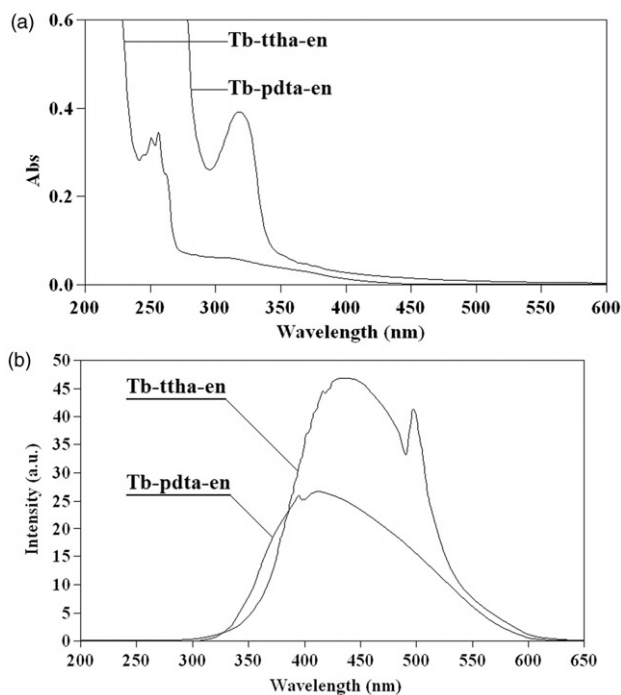 (a)
0.6
Tb-ttha-en
Tb-pdta-en
0.4
Abs
0.2
0.0
200 250 300 350 400 450 500 550 600
Wavelength (nm)
(b)
50
45
Tb-ttha-en
40
35
30
Tb-pdta-en
25
Intensity (a.u.)
20
15
10
5
0
200 250 300 370 400 450 500 550 600 650
Wavelength (nm)